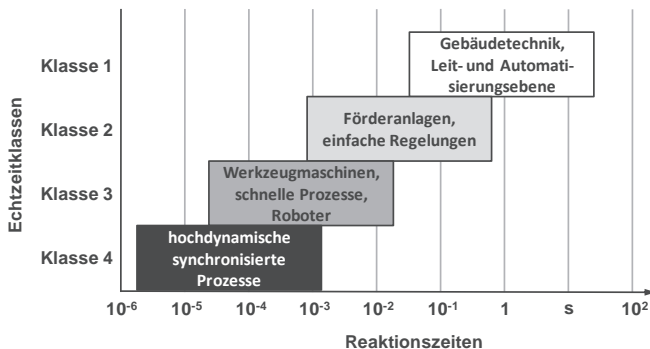 Echtzeitklassen
Klasse 1
Gebäudetechnik,
Leit- und Automati-
sierungsebene
Klasse 2
Förderanlagen,
einfache Regelungen
Klasse 3
Werkzeugmaschinen,
schnelle Prozesse,
Roboter
Klasse 4
hochdynamische
synchronisierte
Prozesse
10⁻⁶ 10⁻⁵ 10⁻⁴ 10⁻³ 10⁻² 10⁻¹ 1 s 10²
Reaktionszeiten